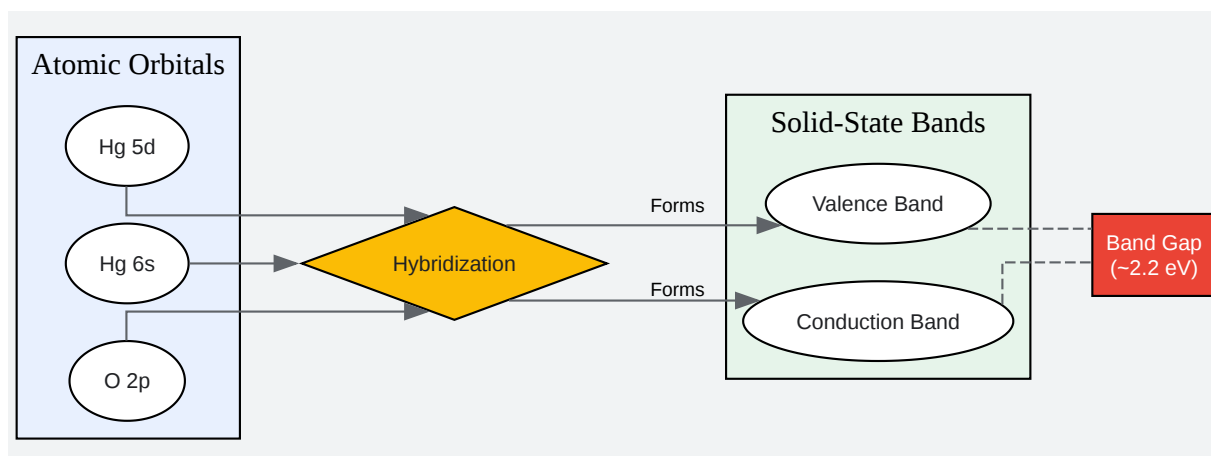 Atomic Orbitals
Hg 5d
Hg 6s
O 2p
Hybridization
Forms
Forms
Solid-State Bands
Valence Band
Conduction Band
Band Gap
(~2.2 eV)